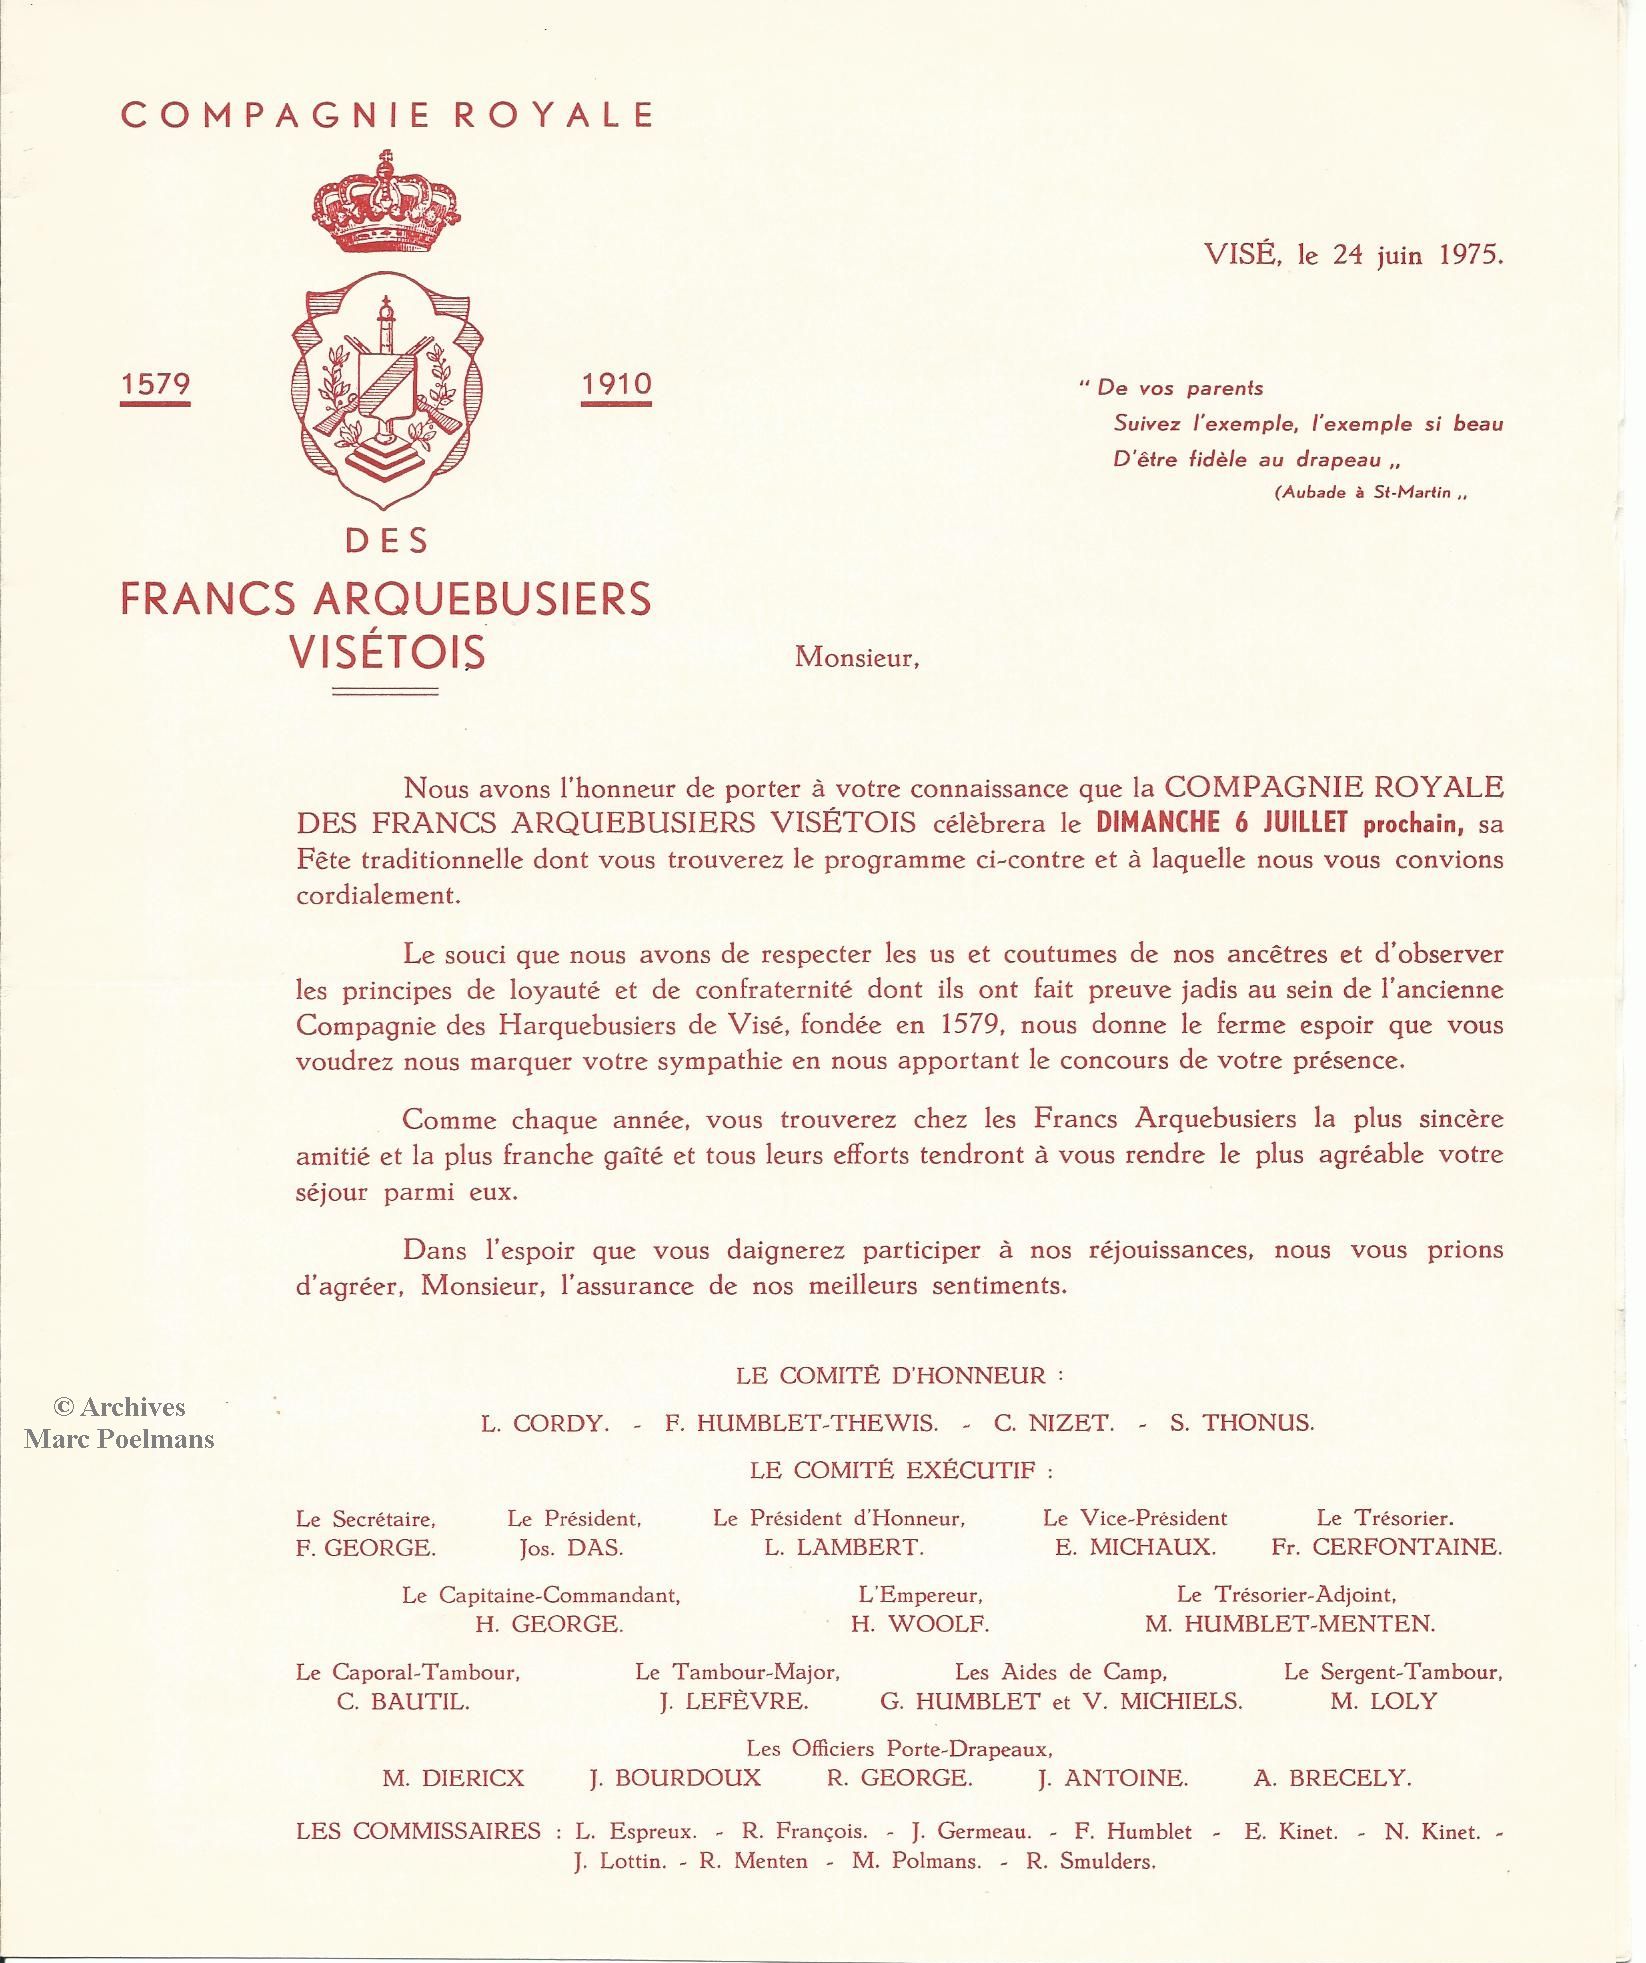 COMPAGNIE ROYALE
VISÉ, le 24 juin 1975.
1579
1910
" De vos parents
Suivez l'exemple, l'exemple si beau
D'être fidèle au drapeau „
(Aubade à St-Martin „
DES
FRANCS ARQUEBUSIERS
VISÉTOIS
Monsieur,
Nous avons l'honneur de porter à votre connaissance que la COMPAGNIE ROYALE
DES FRANCS ARQUEBUSIERS VISÉTOIS célèbrera le DIMANCHE 6 JUILLET prochain, sa
Fête traditionnelle dont vous trouverez le programme ci-contre et à laquelle nous vous convions
cordialement.
Le souci que nous avons de respecter les us et coutumes de nos ancêtres et d'observer
les principes de loyauté et de confraternité dont ils ont fait preuve jadis au sein de l'ancienne
Compagnie des Harquebusiers de Visé, fondée en 1579, nous donne le ferme espoir que vous
voudrez nous marquer votre sympathie en nous apportant le concours de votre présence.
Comme chaque année, vous trouverez chez les Francs Arquebusiers la plus sincère
amitié et la plus franche gaîté et tous leurs efforts tendront à vous rendre le plus agréable votre
séjour parmi eux.
Dans l'espoir que vous daignerez participer à nos réjouissances, nous vous prions
d'agréer, Monsieur, l'assurance de nos meilleurs sentiments.
LE COMITÉ D'HONNEUR :
© Archives
Marc Poelmans
L. CORDY. - F. HUMBLET-THEWIS. - C. NIZET. - S. THONUS.
LE COMITÉ EXÉCUTIF :
Le Secrétaire, Le Président, Le Président d'Honneur, Le Vice-Président Le Trésorier.
F. GEORGE. Jos. DAS. L. LAMBERT. E. MICHAUX. Fr. CERFONTAINE.
Le Capitaine-Commandant, L'Empereur, Le Trésorier-Adjoint,
H. GEORGE. H. WOOLF. M. HUMBLET-MENTEN.
Le Caporal-Tambour, Le Tambour-Major, Les Aides de Camp, Le Sergent-Tambour,
C. BAUTIL. J. LEFÈVRE. G. HUMBLET et V. MICHIELS. M. LOLY
Les Officiers Porte-Drapeaux,
M. DIERICX J. BOURDOUX R. GEORGE. J. ANTOINE. A. BRECELY.
LES COMMISSAIRES : L. Espreux. - R. François. - J. Germeau. - F. Humblet - E. Kinet. - N. Kinet. -
J. Lottin. - R. Menten - M. Polmans. - R. Smulders.